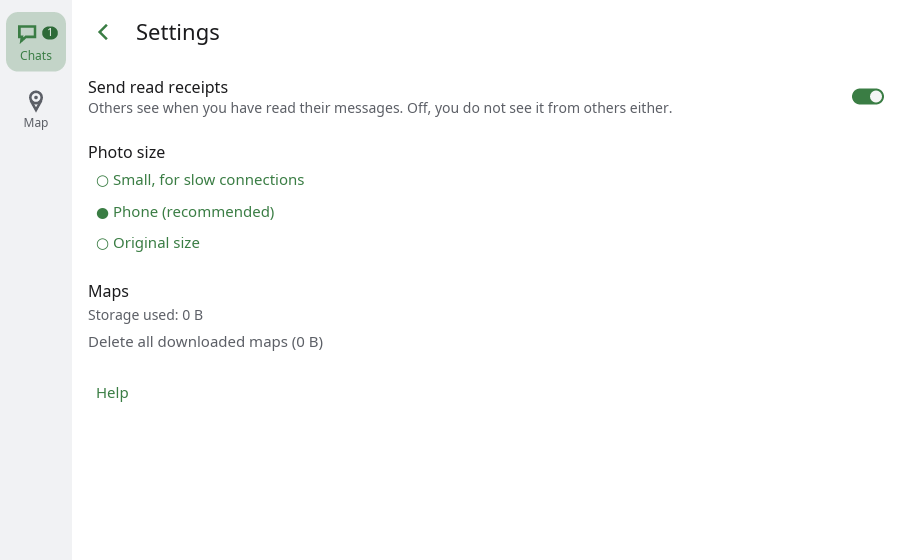 1
Chats
Map
Settings
Send read receipts
Others see when you have read their messages. Off, you do not see it from others either.
Photo size
Small, for slow connections
Phone (recommended)
Original size
Maps
Storage used: 0 B
Delete all downloaded maps (0 B)
Help